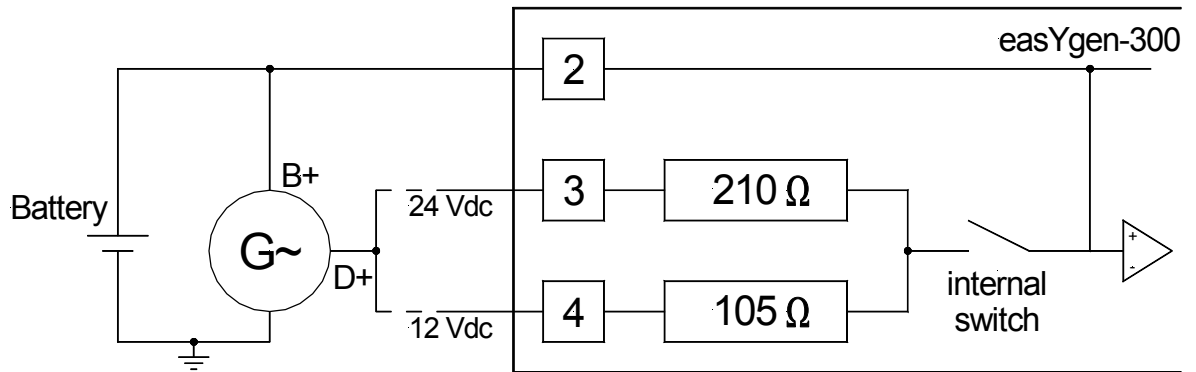 easYgen-300
2
B+
3
210 Ω
Battery
24 Vdc
G~
D+
+
-
internal
switch
4
105 Ω
12 Vdc